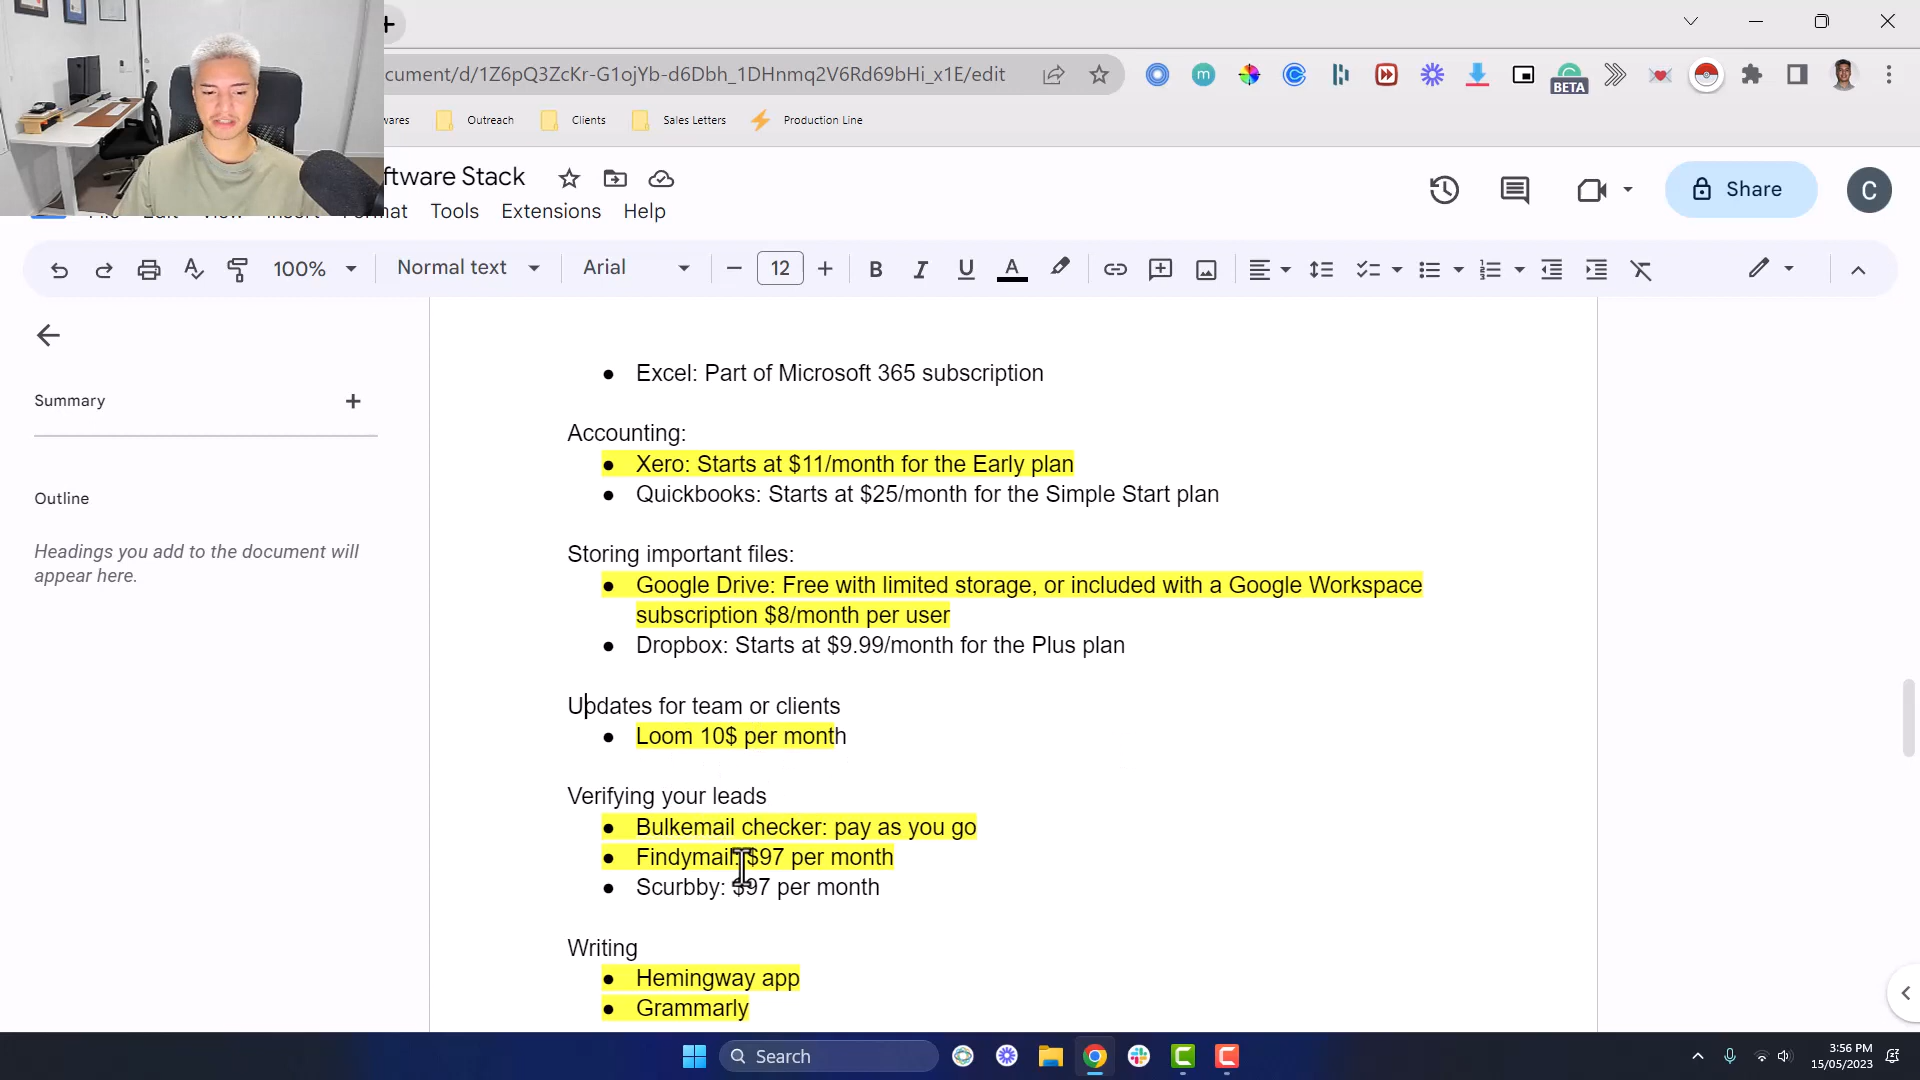 cument/d/1Z6pQ3ZcKr-G1ojYb-d6Dbh_1DHnmq2V6Rd69bHi_x1E/edit
BETA
wares
Outreach
Clients
Sales Letters
Production Line
ftware Stack
Format
Tools
Extensions
Help
Share
C
100%
Normal text
Arial
12
Summary
Outline
Headings you add to the document will
appear here.
● Excel: Part of Microsoft 365 subscription
Accounting:
● Xero: Starts at $11/month for the Early plan
● Quickbooks: Starts at $25/month for the Simple Start plan
Storing important files:
● Google Drive: Free with limited storage, or included with a Google Workspace
subscription $8/month per user
● Dropbox: Starts at $9.99/month for the Plus plan
Updates for team or clients
● Loom 10$ per month
Verifying your leads
● Bulkemail checker: pay as you go
● Findymail: $97 per month
● Scurbby: $97 per month
Writing
● Hemingway app
● Grammarly
Search
3:56 PM
15/05/2023